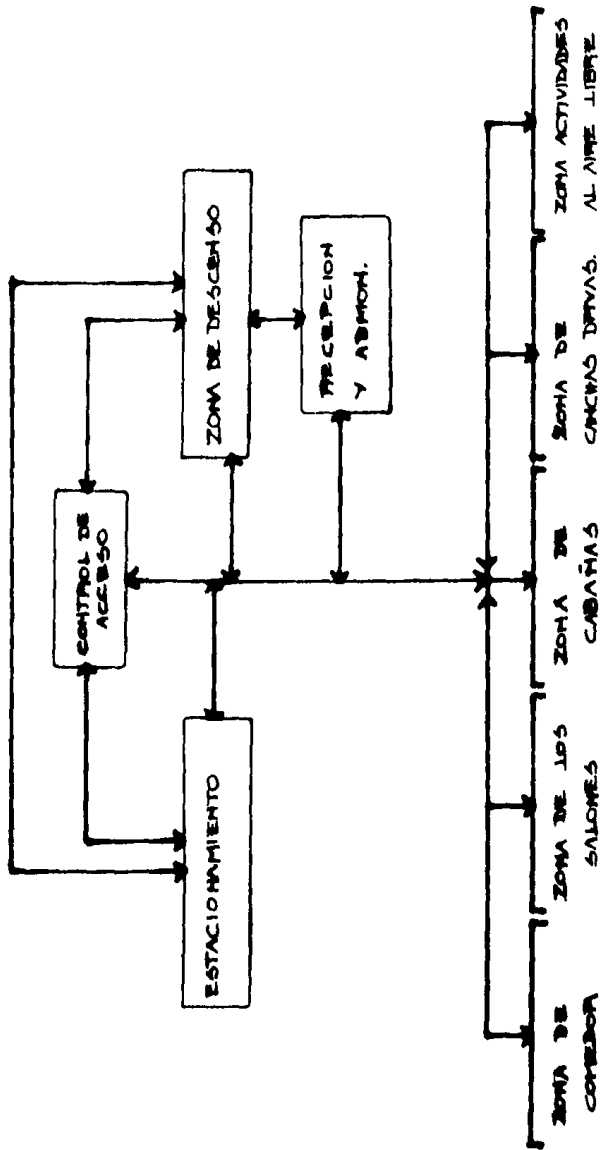 CONTROL DE
ACCESO
ESTACIONAMIENTO
ZONA DE DESCENSO
RECEPCION
Y ADMON.
ZONA DE
COMEDOR
ZONA DE LOS
SALONES
ZONA DE
CABAÑAS
ZONA DE
CANCHAS DPVAS.
ZONA ACTIVIDADES
AL AIRE LIBRE